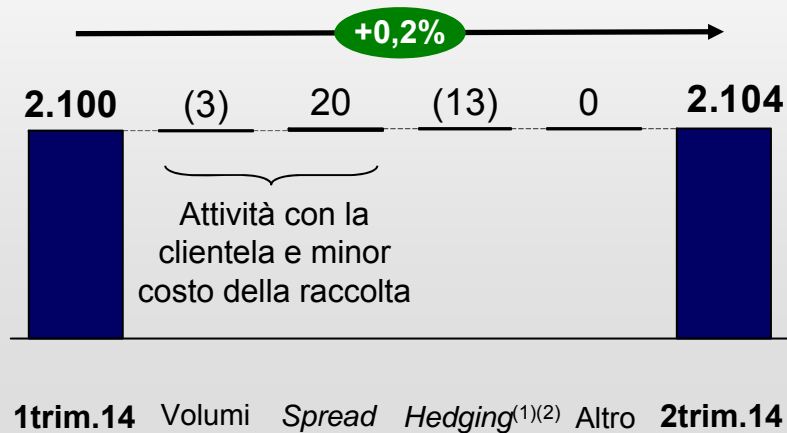 +0,2%
2.100 (3) 20 (13) 0 2.104
Attività con la
clientela e minor
costo della raccolta
1trim.14 Volumi Spread Hedging(1)(2) Altro 2trim.14